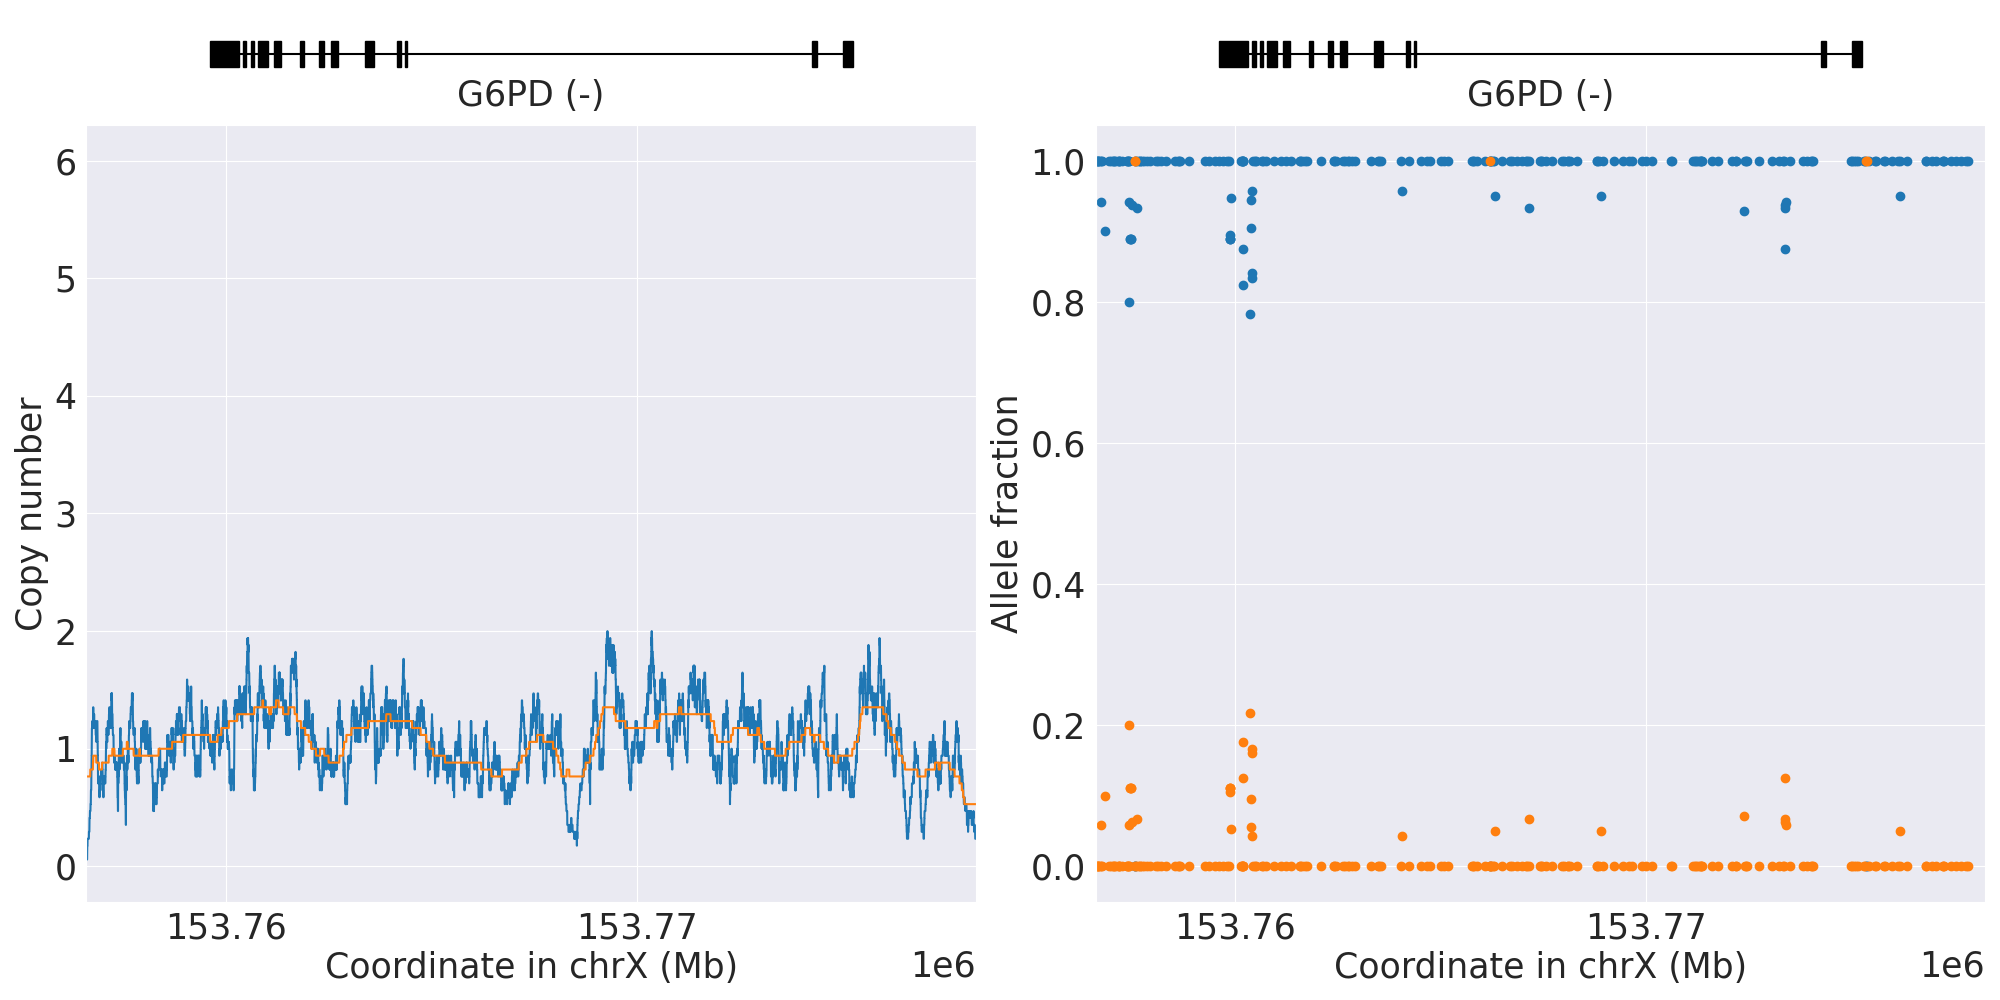 G6PD (-)
6
5
4
3
2
1
0
Copy number
153.76
153.77
Coordinate in chrX (Mb)
1e6
G6PD (-)
1.0
0.8
0.6
0.4
0.2
0.0
Allele fraction
153.76
153.77
Coordinate in chrX (Mb)
1e6